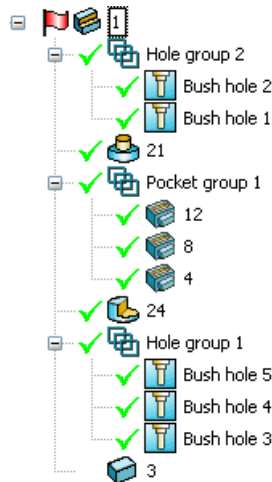 1
Hole group 2
Bush hole 2
Bush hole 1
21
Pocket group 1
12
8
4
24
Hole group 1
Bush hole 5
Bush hole 4
Bush hole 3
3